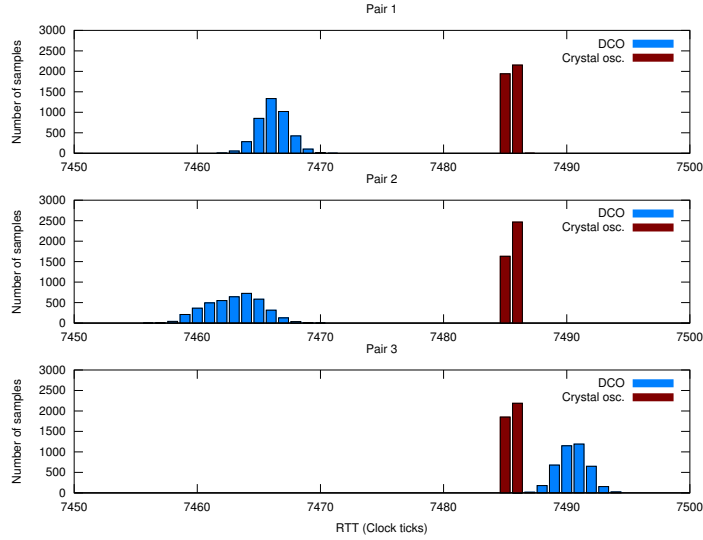 Pair 1
3000
2500
2000
1500
1000
500
0
Number of samples
DCO
Crystal osc.
7450 7460 7470 7480 7490 7500
Pair 2
3000
2500
2000
1500
1000
500
0
Number of samples
DCO
Crystal osc.
7450 7460 7470 7480 7490 7500
Pair 3
3000
2500
2000
1500
1000
500
0
Number of samples
DCO
Crystal osc.
7450 7460 7470 7480 7490 7500
RTT (Clock ticks)